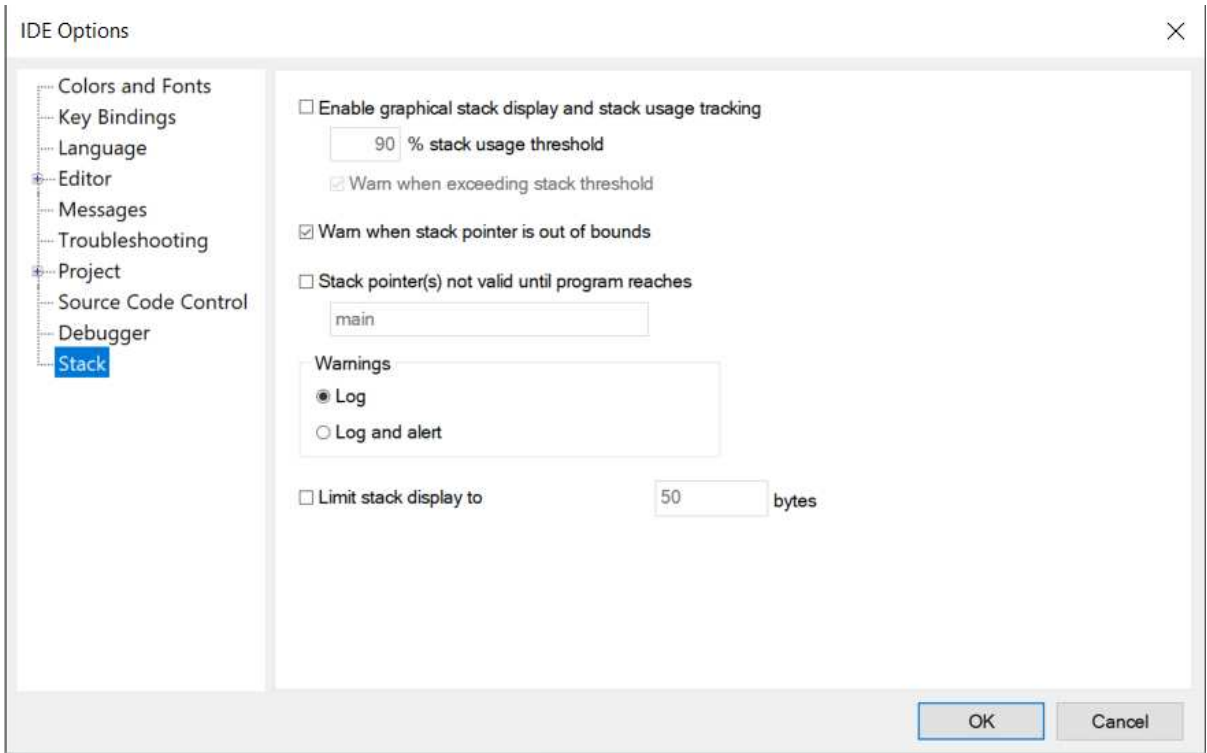 IDE Options
Colors and Fonts
Key Bindings
Language
Editor
Messages
Troubleshooting
Project
Source Code Control
Debugger
Stack
Enable graphical stack display and stack usage tracking
90 % stack usage threshold
Warn when exceeding stack threshold
Warn when stack pointer is out of bounds
Stack pointer(s) not valid until program reaches
main
Warnings
Log
Log and alert
Limit stack display to 50 bytes
OK Cancel